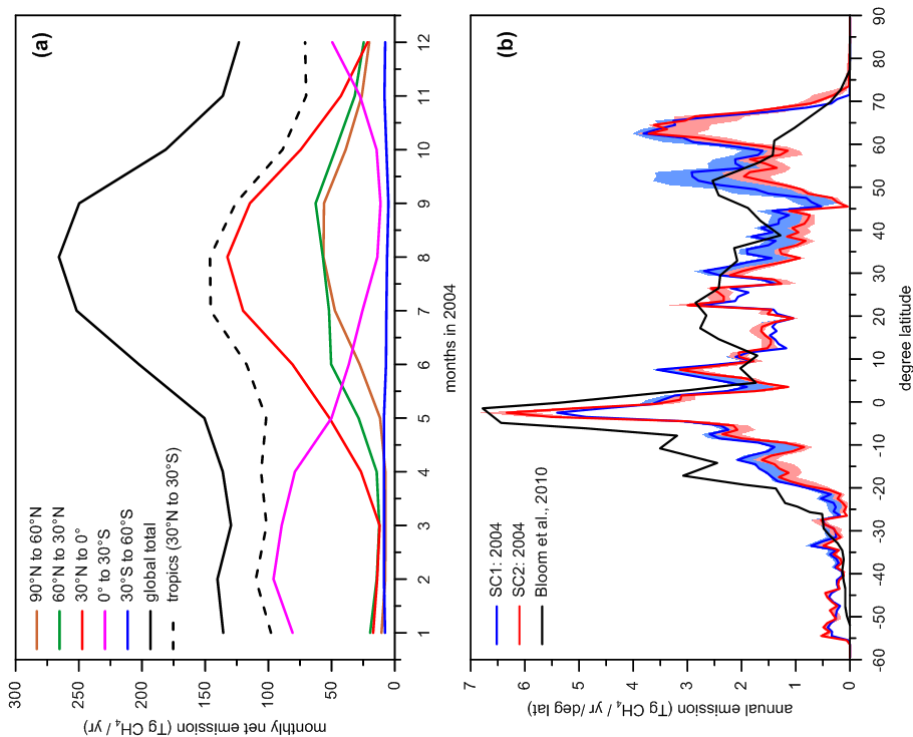 (a)
300
250
200
150
100
50
0
monthly net emission (Tg CH₄ / yr)
90°N to 60°N
60°N to 30°N
30°N to 0°
0° to 30°S
30°S to 60°S
global total
tropics (30°N to 30°S)
1 2 3 4 5 6 7 8 9 10 11 12
months in 2004
(b)
7
6
5
4
3
2
1
0
annual emission (Tg CH₄ / yr/deg lat)
SC1: 2004
SC2: 2004
Bloom et al., 2010
-60 -50 -40 -30 -20 -10 0 10 20 30 40 50 60 70 80 90
degree latitude